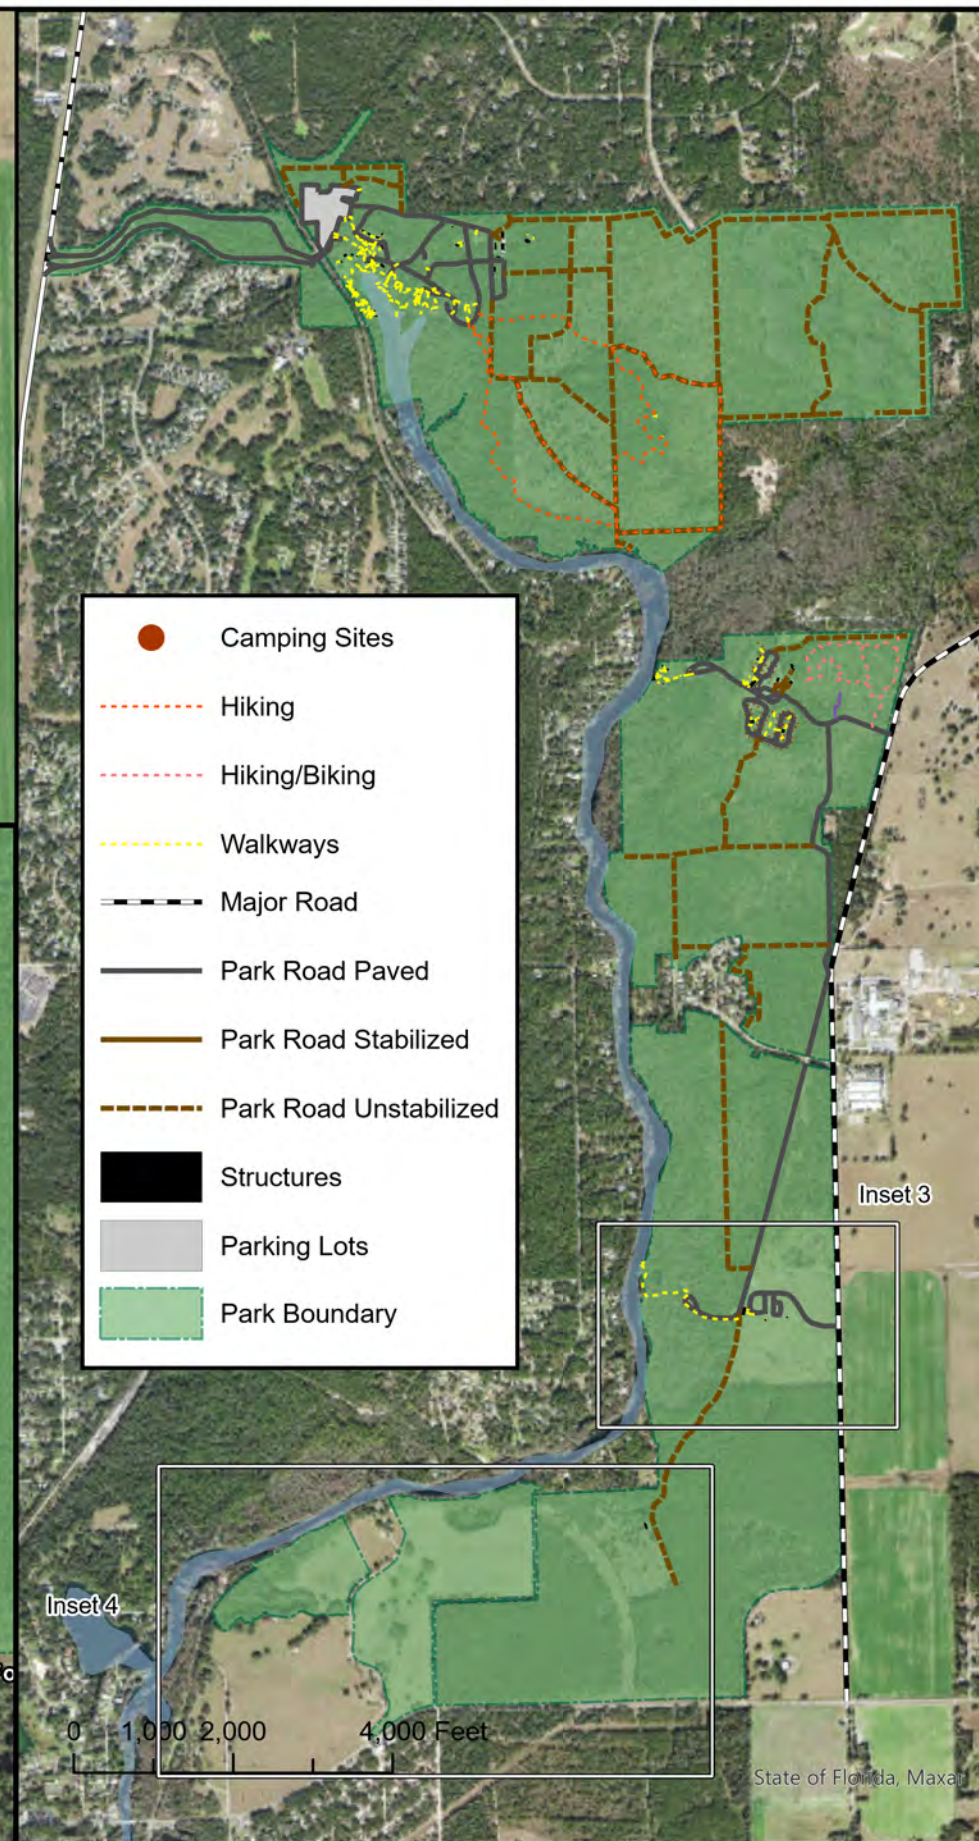 Camping Sites
Hiking
Hiking/Biking
Walkways
Major Road
Park Road Paved
Park Road Stabilized
Park Road Unstabilized
Structures
Parking Lots
Park Boundary
Inset 3
Inset 4
0 1,000 2,000 4,000 Feet
State of Florida, Maxar